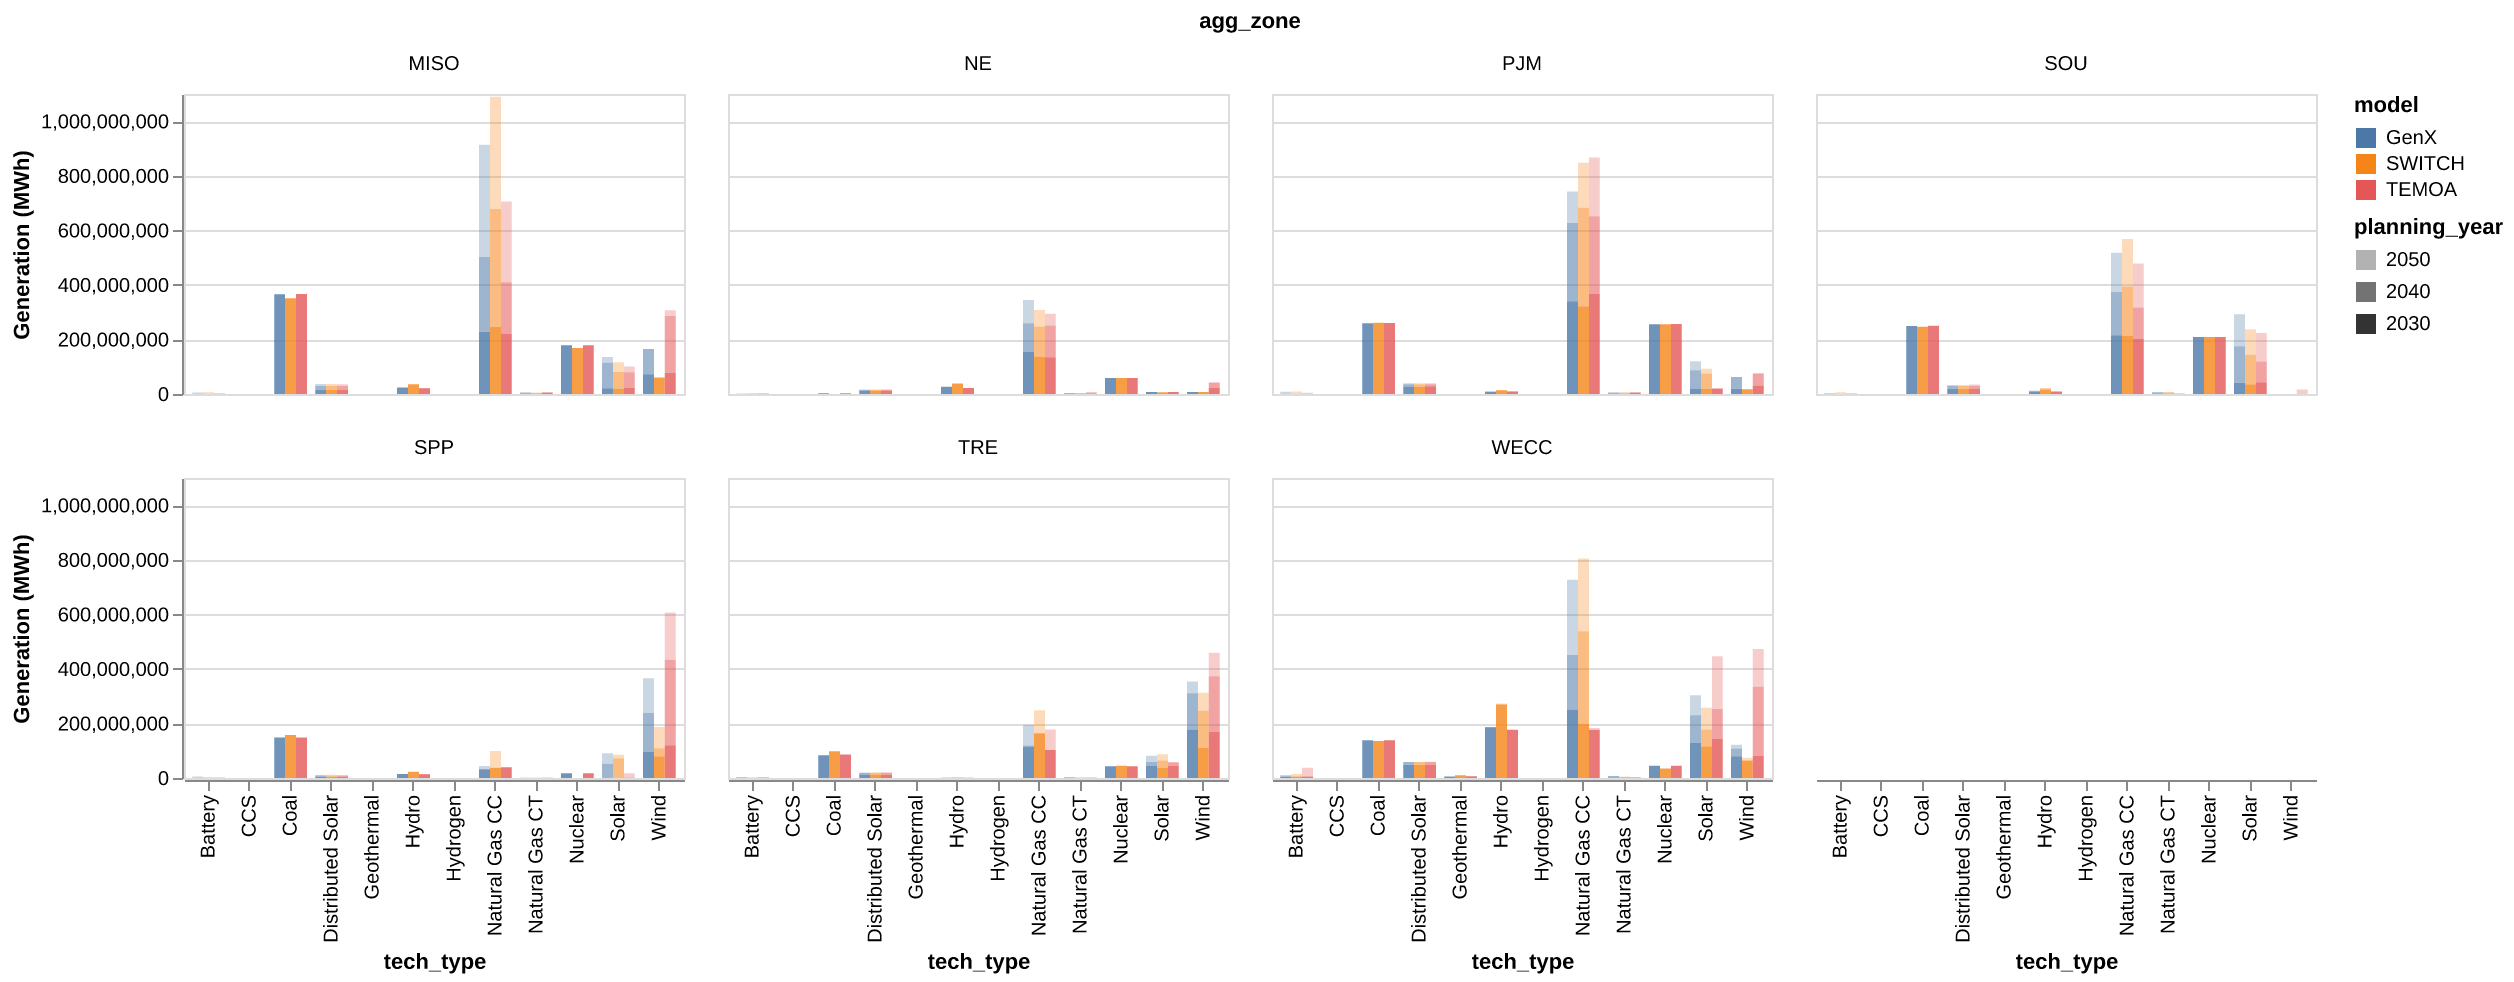 agg_zone
MISO
NE
PJM
SOU
Generation (MWh)
1,000,000,000
800,000,000
600,000,000
400,000,000
200,000,000
0
model
GenX
SWITCH
TEMOA
planning_year
2050
2040
2030
SPP
TRE
WECC
Generation (MWh)
1,000,000,000
800,000,000
600,000,000
400,000,000
200,000,000
0
Battery
CCS
Coal
Distributed Solar
Geothermal
Hydro
Hydrogen
Natural Gas CC
Natural Gas CT
Nuclear
Solar
Wind
tech_type
Battery
CCS
Coal
Distributed Solar
Geothermal
Hydro
Hydrogen
Natural Gas CC
Natural Gas CT
Nuclear
Solar
Wind
tech_type
Battery
CCS
Coal
Distributed Solar
Geothermal
Hydro
Hydrogen
Natural Gas CC
Natural Gas CT
Nuclear
Solar
Wind
tech_type
Battery
CCS
Coal
Distributed Solar
Geothermal
Hydro
Hydrogen
Natural Gas CC
Natural Gas CT
Nuclear
Solar
Wind
tech_type